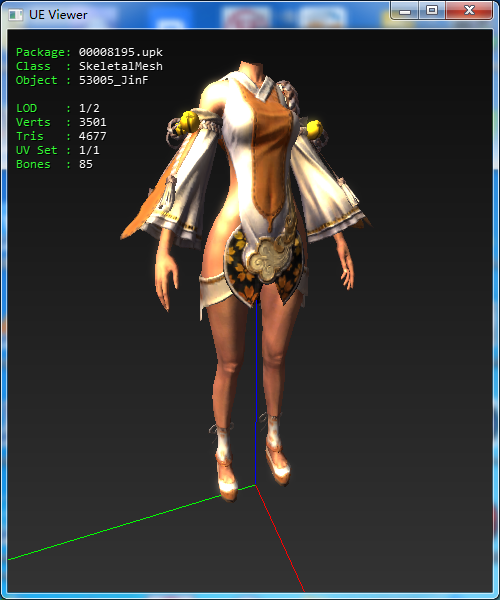 UE Viewer
Package: 00008195.upk
Class  : SkeletalMesh
Object : 53005_JinF
LOD    : 1/2
Verts  : 3501
Tris   : 4677
UV Set : 1/1
Bones  : 85